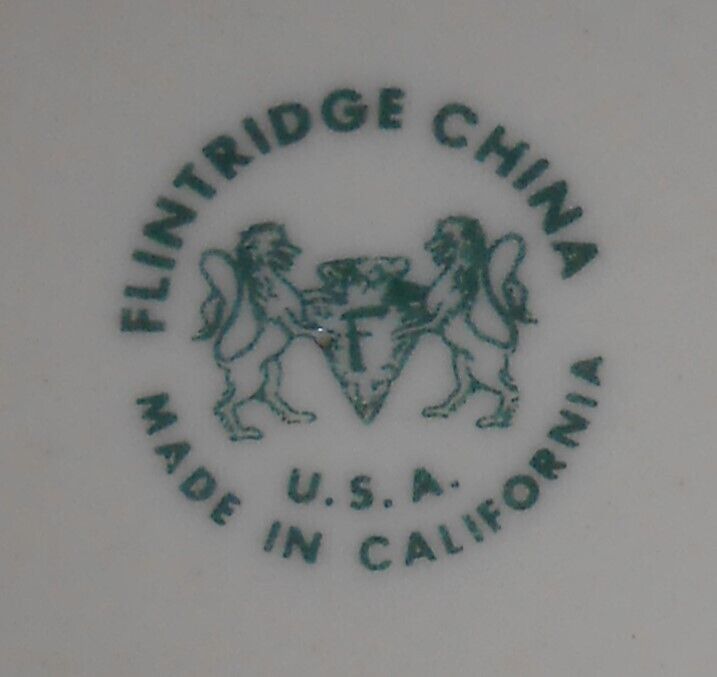 FLINTRIDGE CHINA
F
U.S.A.
MADE IN CALIFORNIA